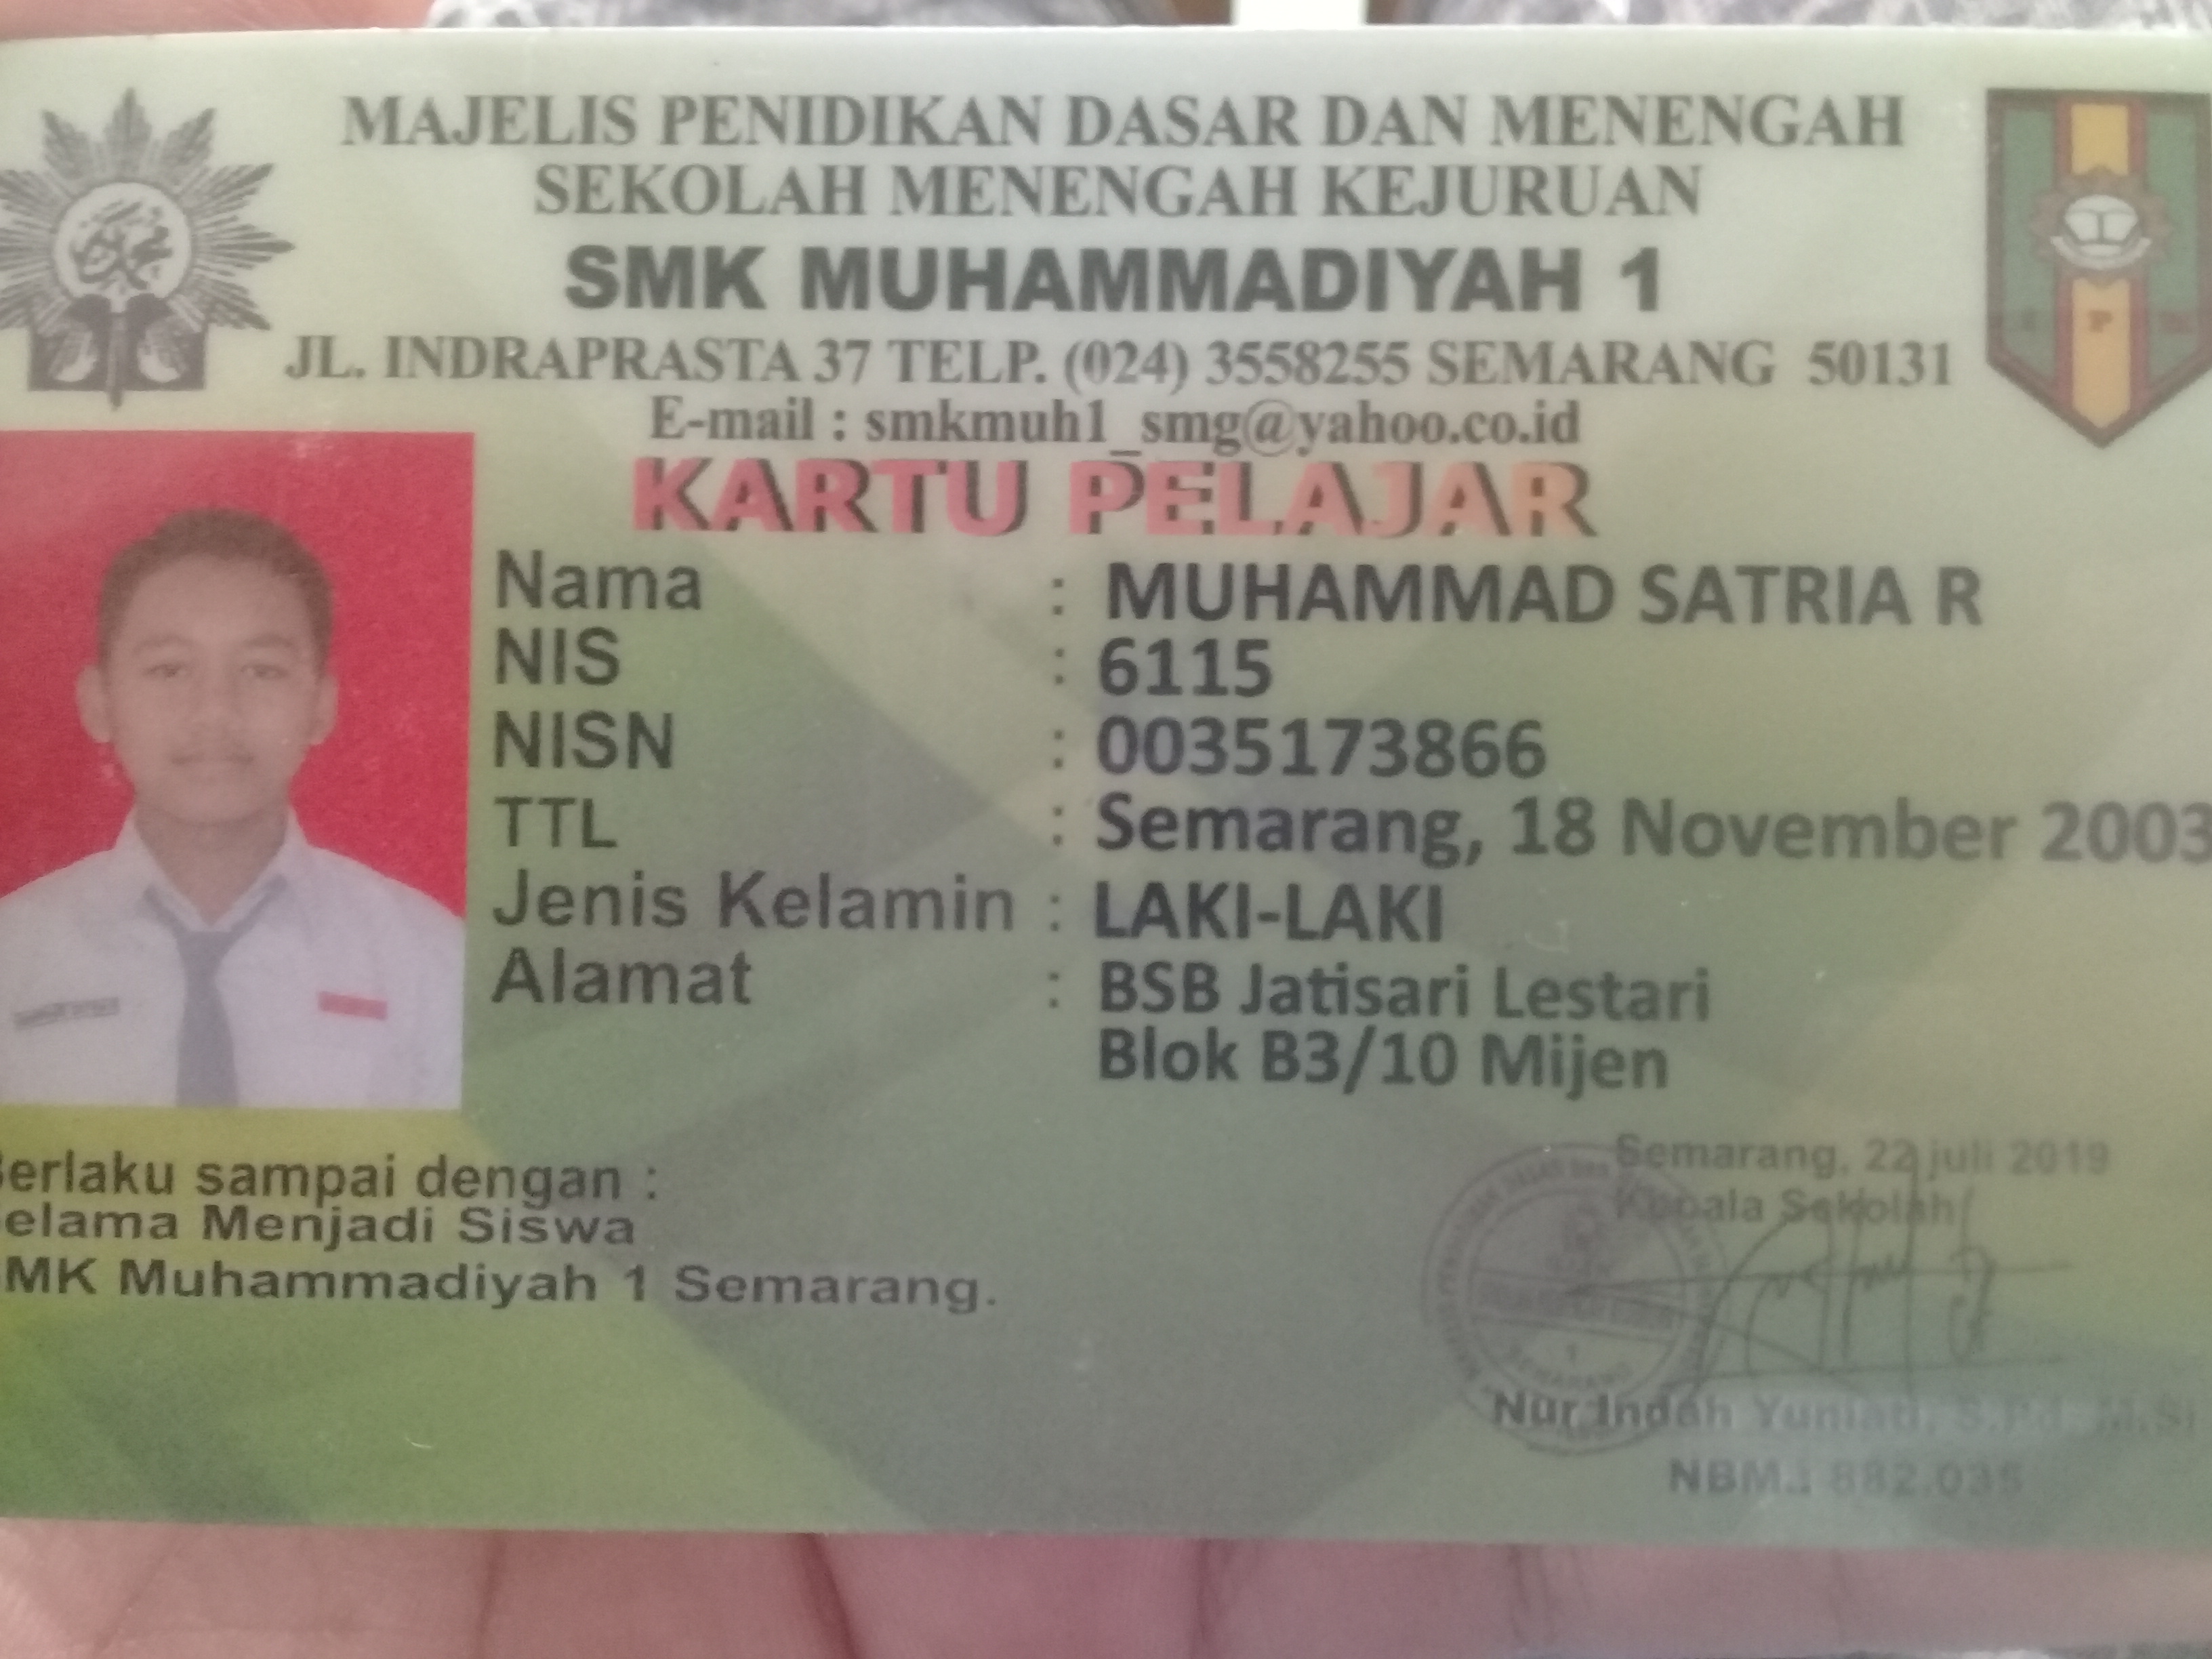 MAJELIS PENIDIKAN DASAR DAN MENENGAH
SEKOLAH MENENGAH KEJURUAN
SMK MUHAMMADIYAH 1
JL. INDRAPRASTA 37 TELP. (024) 3558255 SEMARANG 50131
E-mail : smkmuh1_smg@yahoo.co.id
KARTU PELAJAR
Nama : MUHAMMAD SATRIA R
NIS : 6115
NISN : 0035173866
TTL : Semarang, 18 November 2003
Jenis Kelamin : LAKI-LAKI
Alamat : BSB Jatisari Lestari
Blok B3/10 Mijen
erlaku sampai dengan :
elama Menjadi Siswa
MK Muhammadiyah 1 Semarang.
Semarang, 22 juli 2019
Kepala Sekolah
Nur Indah Yuniati, S.Pd, M.Si
NBM.: 882.035